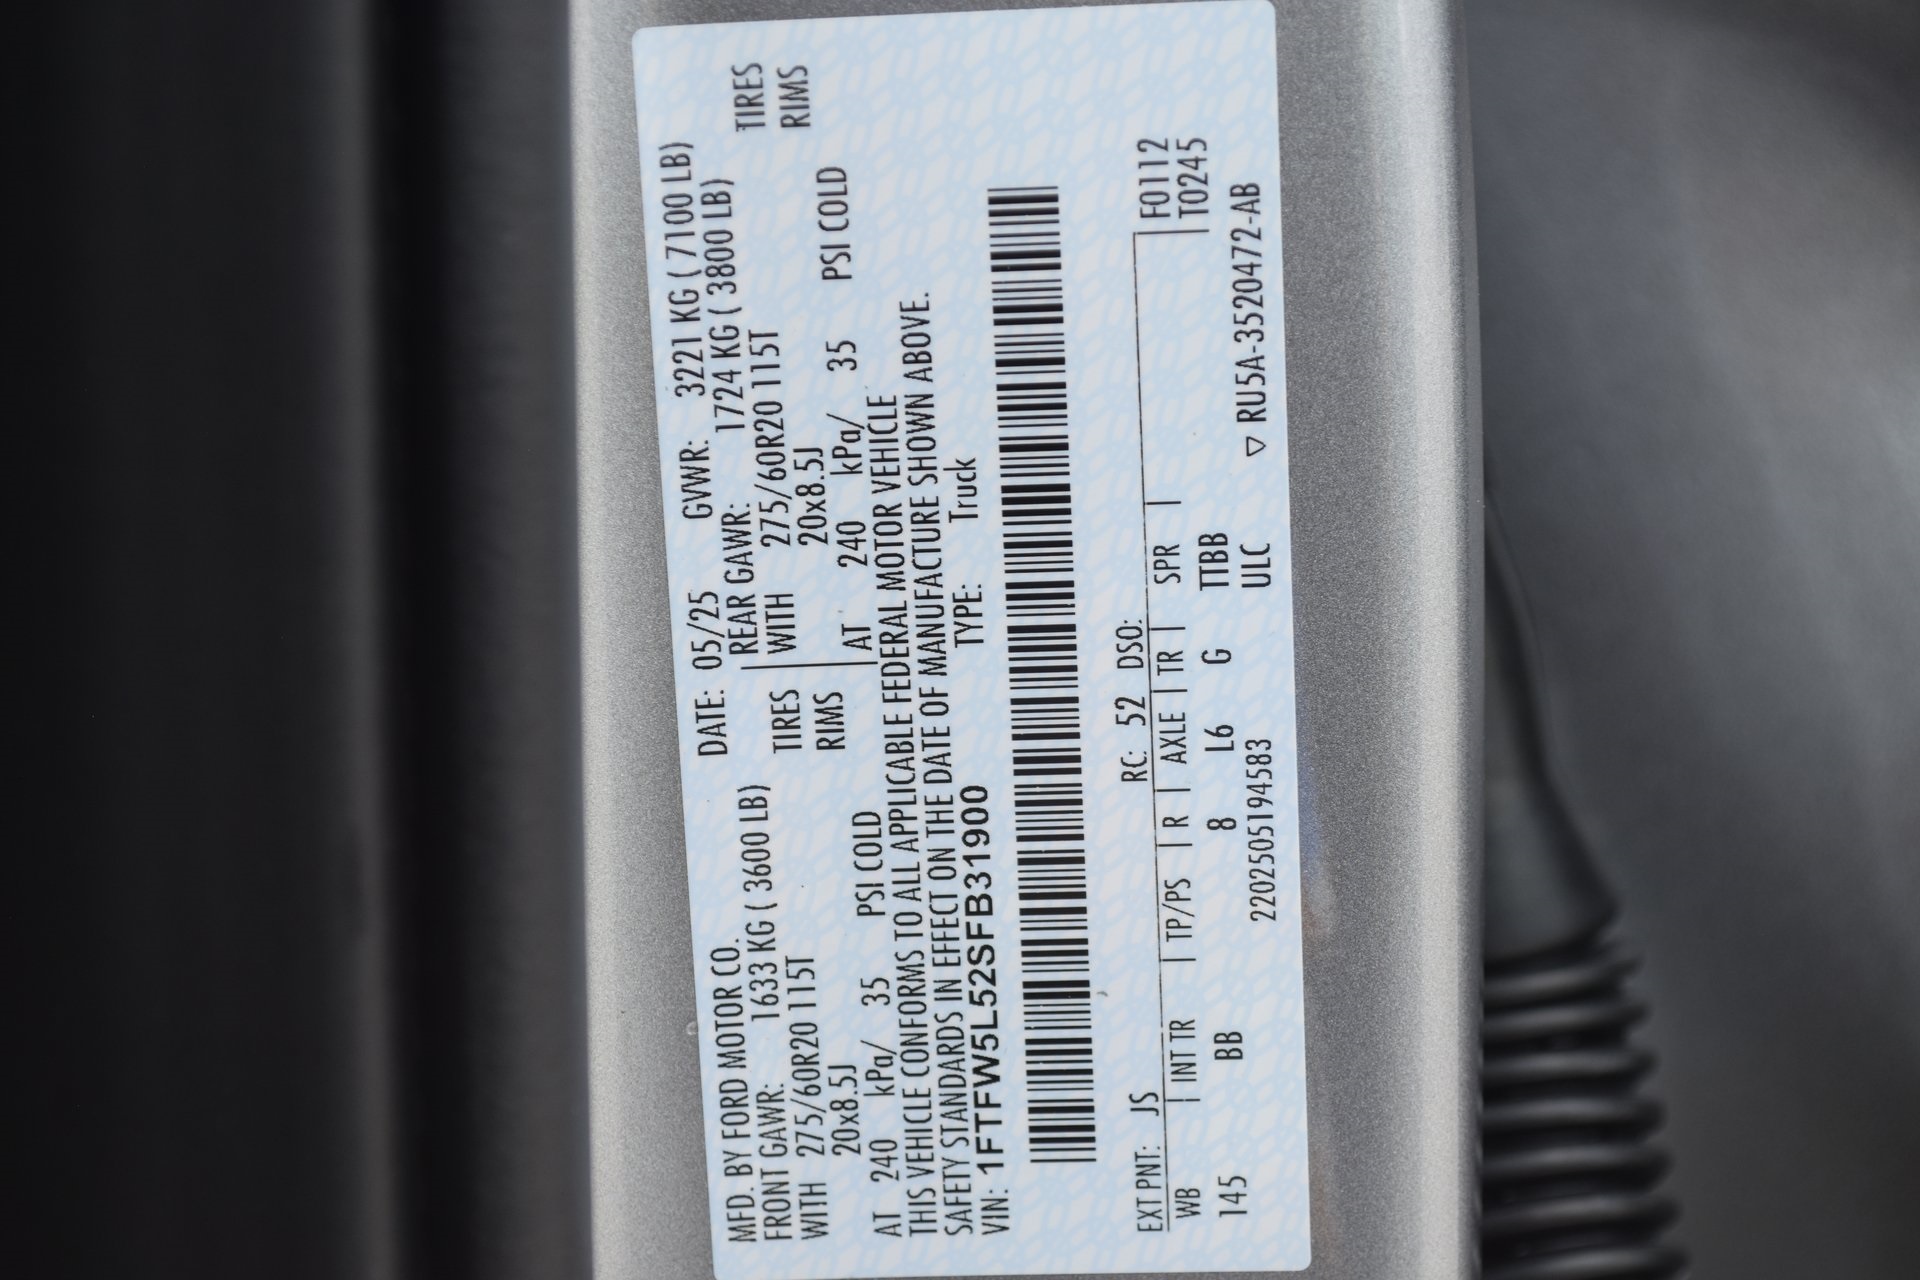 MFD. BY FORD MOTOR CO. DATE: 05/25 GVWR: 3221 KG ( 7100 LB)
FRONT GAWR: 1633 KG ( 3600 LB) REAR GAWR: 1724 KG ( 3800 LB)
WITH 275/60R20 115T TIRES WITH 275/60R20 115T TIRES
20x8.5J RIMS 20x8.5J RIMS
AT 240 kPa/ 35 PSI COLD AT 240 kPa/ 35 PSI COLD
THIS VEHICLE CONFORMS TO ALL APPLICABLE FEDERAL MOTOR VEHICLE
SAFETY STANDARDS IN EFFECT ON THE DATE OF MANUFACTURE SHOWN ABOVE.
VIN: 1FTFW5L52SFB31900 TYPE: Truck
EXT PNT: JS RC: 52 DSO: F0112
WB | INT TR | TP/PS | R | AXLE | TR | SPR | T0245
145 BB 8 L6 G TTBB
2202505194583 ULC ▽ RU5A-3520472-AB